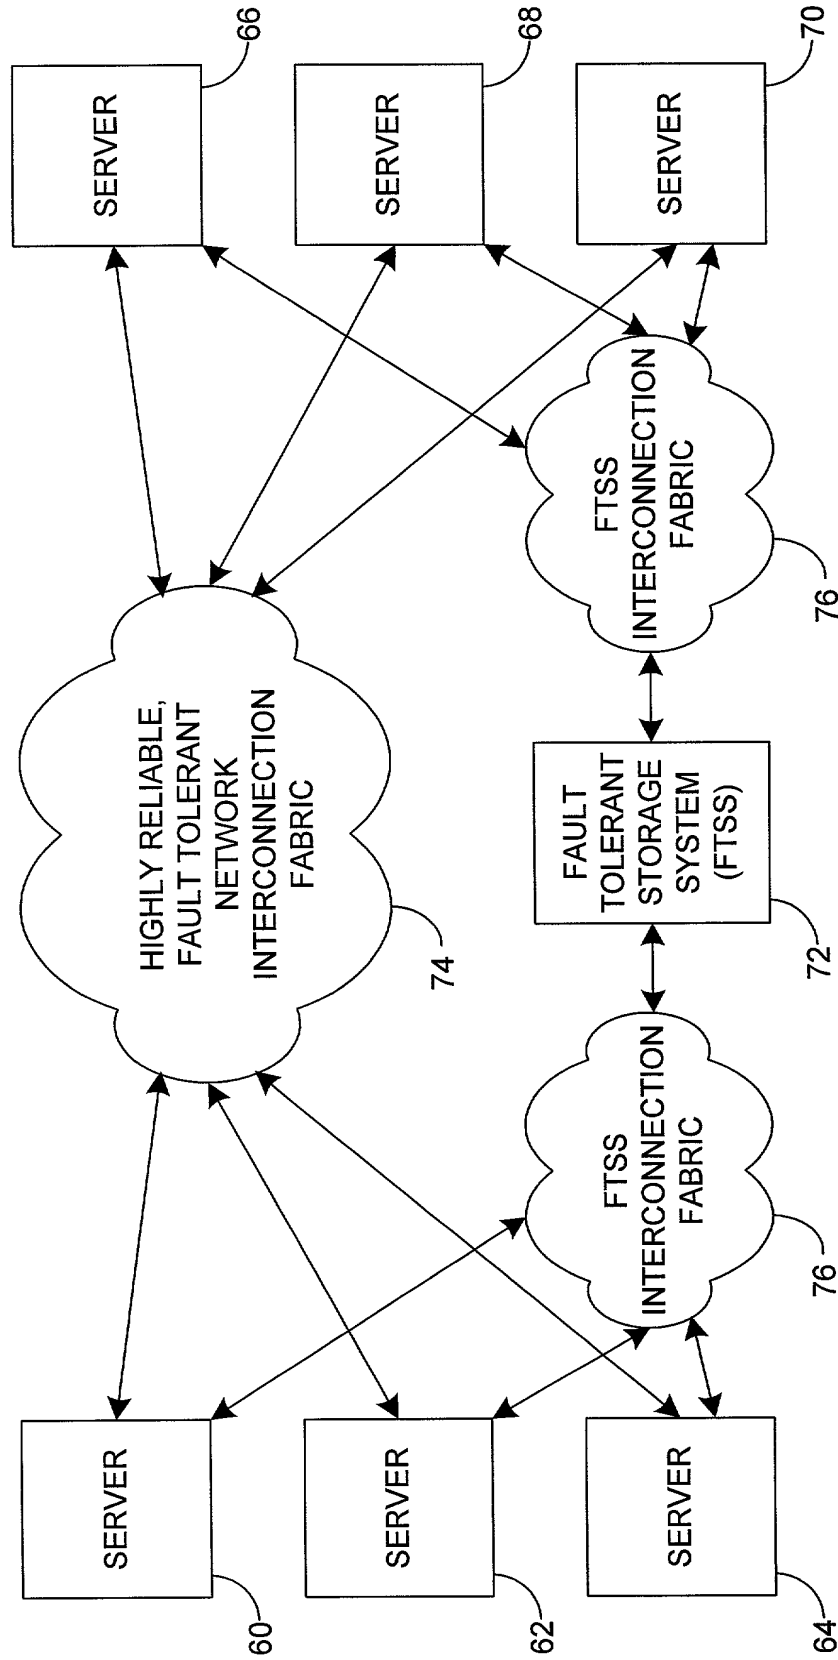 SERVER
60
HIGHLY RELIABLE,
FAULT TOLERANT
NETWORK
INTERCONNECTION
FABRIC
74
SERVER
66
SERVER
62
SERVER
68
SERVER
64
FTSS
INTERCONNECTION
FABRIC
76
FAULT
TOLERANT
STORAGE
SYSTEM
(FTSS)
72
FTSS
INTERCONNECTION
FABRIC
76
SERVER
70